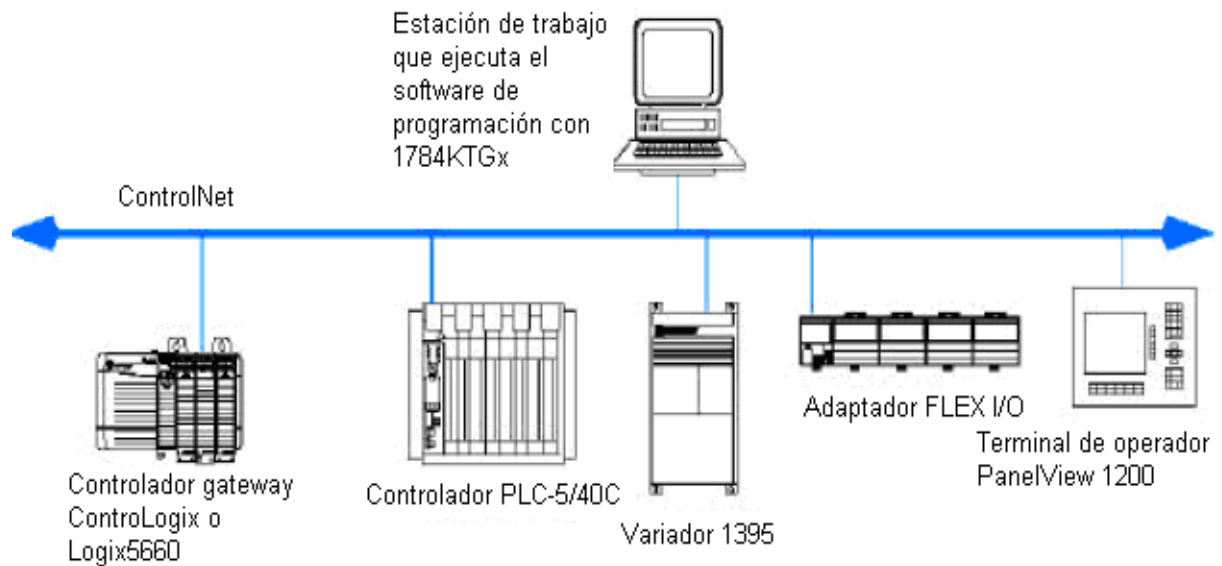 Estación de trabajo
que ejecuta el
software de
programación con
1784KTGx
ControlNet
Controlador gateway
ControLogix o
Logix5660
Controlador PLC-5/40C
Variador 1395
Adaptador FLEX I/O
Terminal de operador
PanelView 1200